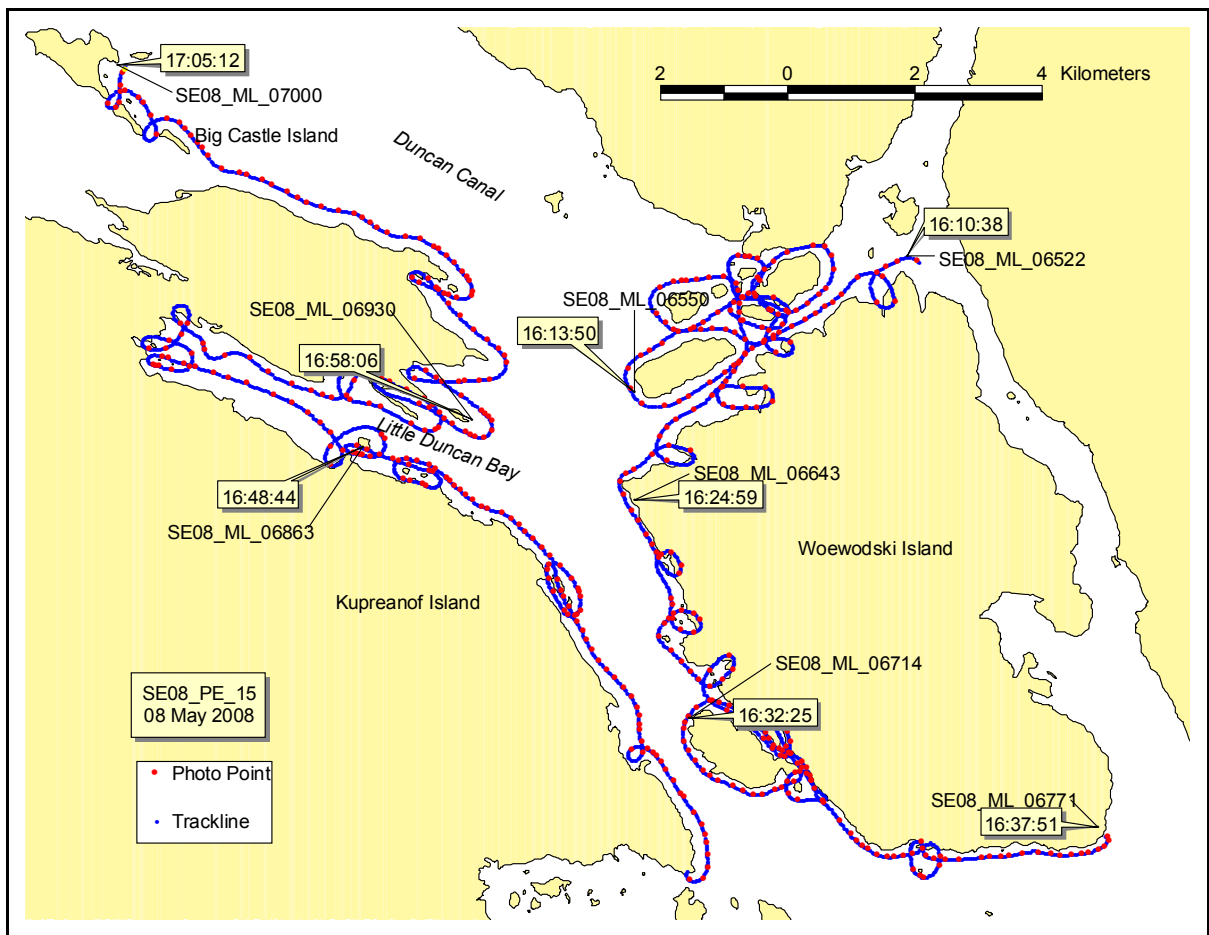 17:05:12
SE08_ML_07000
Big Castle Island
Duncan Canal
2 0 2 4 Kilometers
16:10:38
SE08_ML_06522
SE08_ML_06550
16:13:50
SE08_ML_06930
16:58:06
Little Duncan Bay
16:48:44
SE08_ML_06863
SE08_ML_06643
16:24:59
Woewodski Island
Kupreanof Island
SE08_ML_06714
16:32:25
SE08_PE_15
08 May 2008
Photo Point
Trackline
SE08_ML_06771
16:37:51